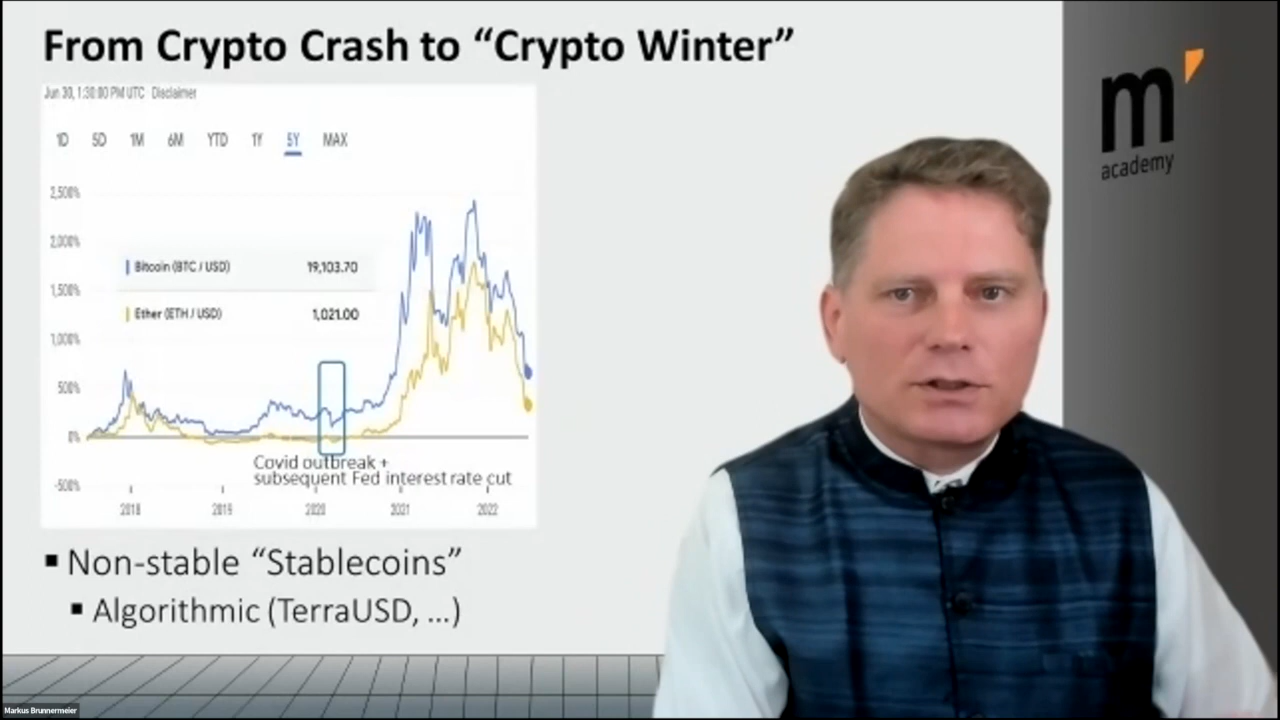 From Crypto Crash to “Crypto Winter”
Jun 30, 1:30:00 PM UTC · Disclaimer
1D 5D 1M 6M YTD 1Y 5Y MAX
2,500%
2,000%
Bitcoin (BTC / USD) 19,103.70
1,500%
Ether (ETH / USD) 1,021.00
1,000%
500%
0%
Covid outbreak +
subsequent Fed interest rate cut
-500%
2018 2019 2020 2021 2022
▪ Non-stable “Stablecoins”
▪ Algorithmic (TerraUSD, ...)
m'
academy
Markus Brunnermeier